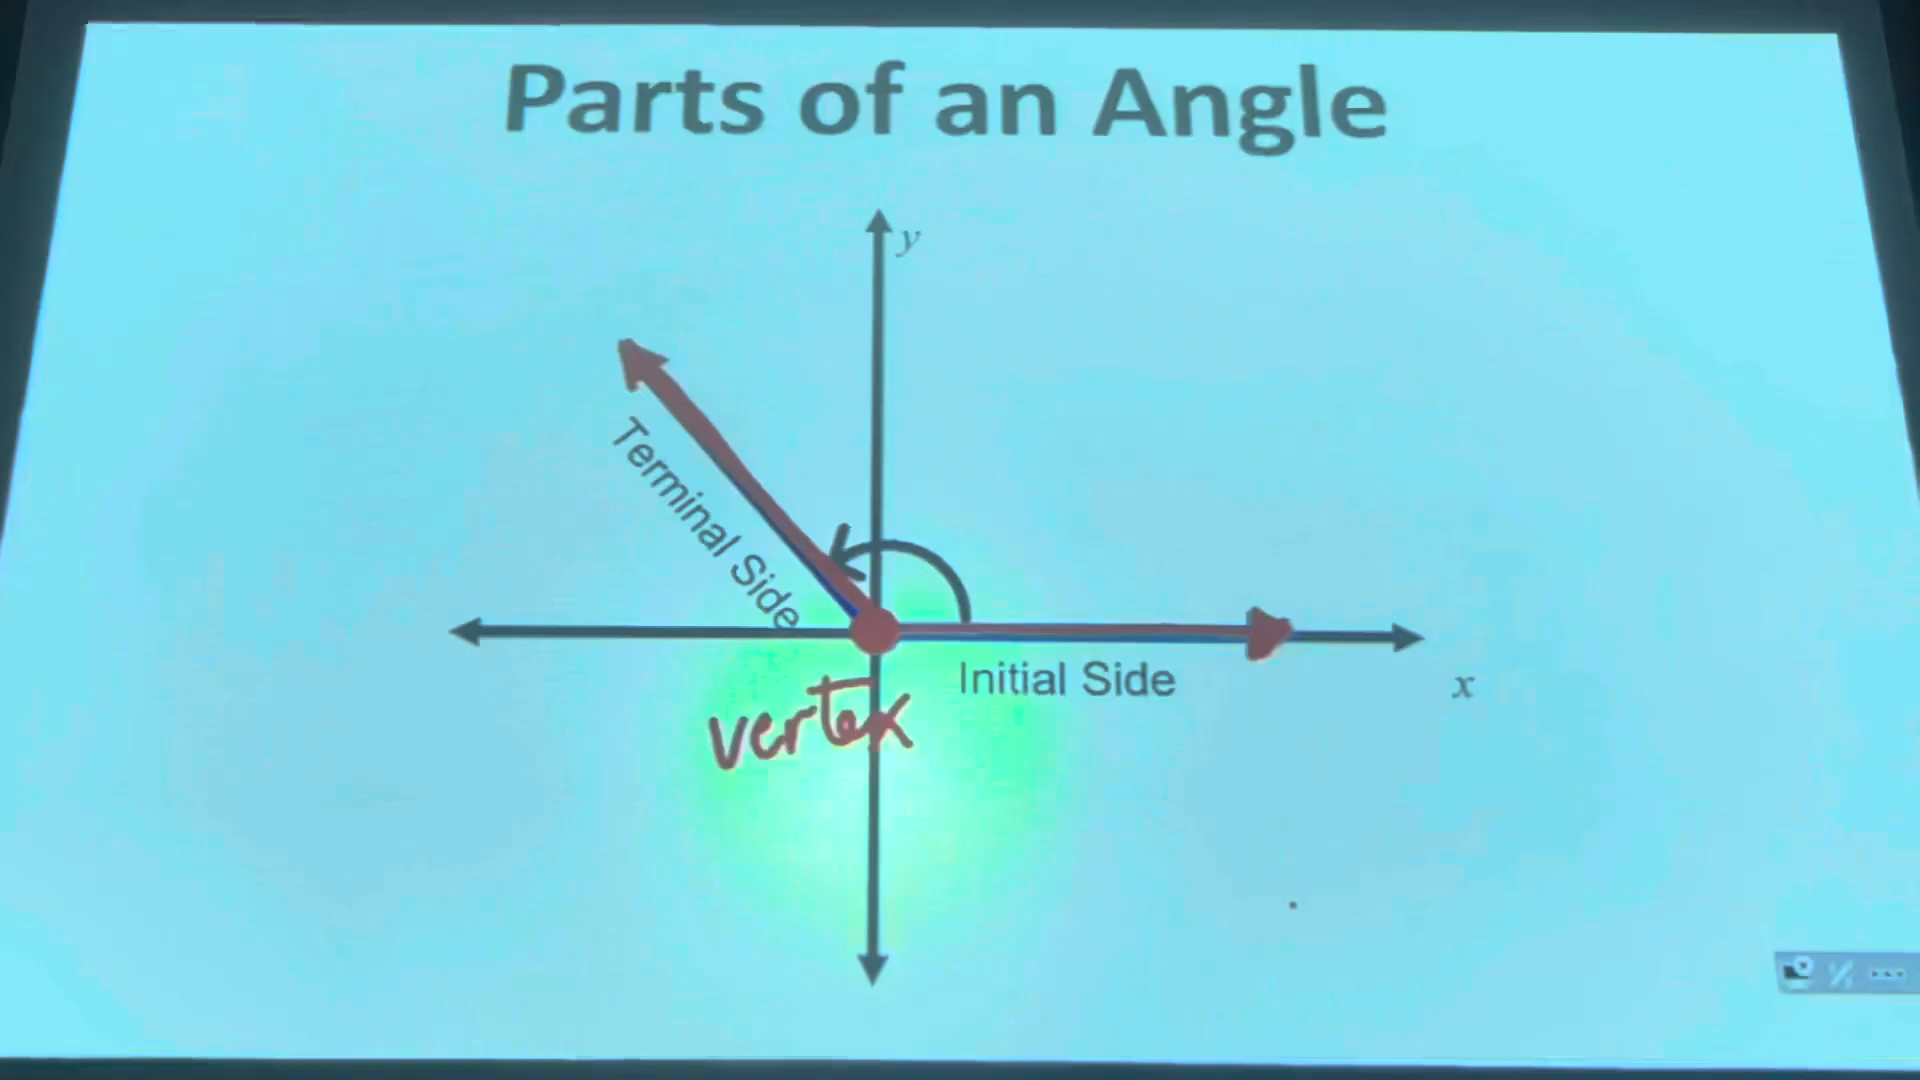 Parts of an Angle
y
Terminal Side
Initial Side
x
vertex